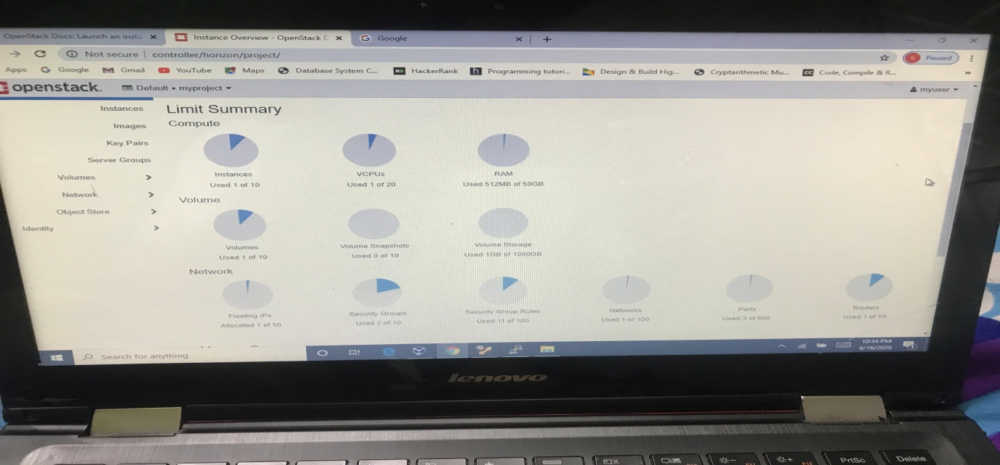 OpenStack Docs: Launch an insta
Instance Overview - OpenStack D
Google
Not secure | controller/horizon/project/
Paused
Apps Google Gmail YouTube Maps Database System C... HackerRank Programming tutori... Design & Build Hig... Cryptarithmetic Mu... CC Code, Compile & R... »
openstack. Default • myproject myuser
Instances
Images
Key Pairs
Server Groups
Volumes
Network
Object Store
Identity
Limit Summary
Compute
Instances VCPUs RAM
Used 1 of 10 Used 1 of 20 Used 512MB of 50GB
Volume
Volumes Volume Snapshots Volume Storage
Used 1 of 10 Used 0 of 10 Used 1GB of 1000GB
Network
Floating IPs Security Groups Security Group Rules Networks Ports Routers
Allocated 1 of 50 Used 2 of 10 Used 11 of 100 Used 1 of 100 Used 3 of 500 Used 1 of 10
Search for anything
10:34 PM
6/16/2020
lenovo
PrtSc Delete